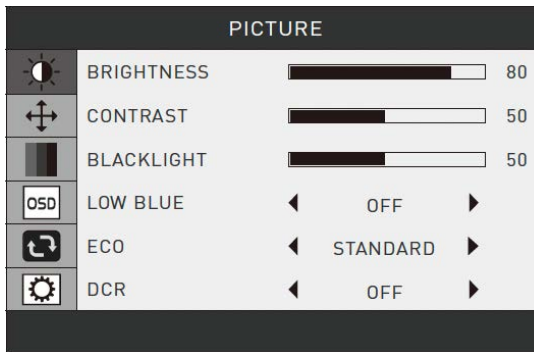 PICTURE
BRIGHTNESS 80
CONTRAST 50
BLACKLIGHT 50
OSD LOW BLUE OFF
ECO STANDARD
DCR OFF